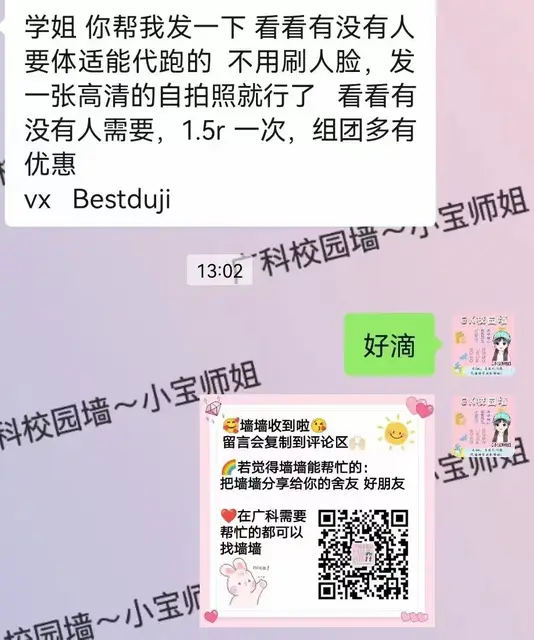 学姐 你帮我发一下 看看有没有人
要体适能代跑的 不用刷人脸，发
一张高清的自拍照就行了 看看有
没有人需要，1.5r 一次，组团多有
优惠
vx Bestduji
广科校园墙～小宝师姐
13:02
好滴
科校园墙～小宝师姐
🥰墙墙收到啦😘
留言会复制到评论区
🌈若觉得墙墙能帮忙的：
把墙墙分享给你的舍友 好朋友
小宝师姐
❤️在广科需要
帮忙的都可以
找墙墙
校园墙～小宝师